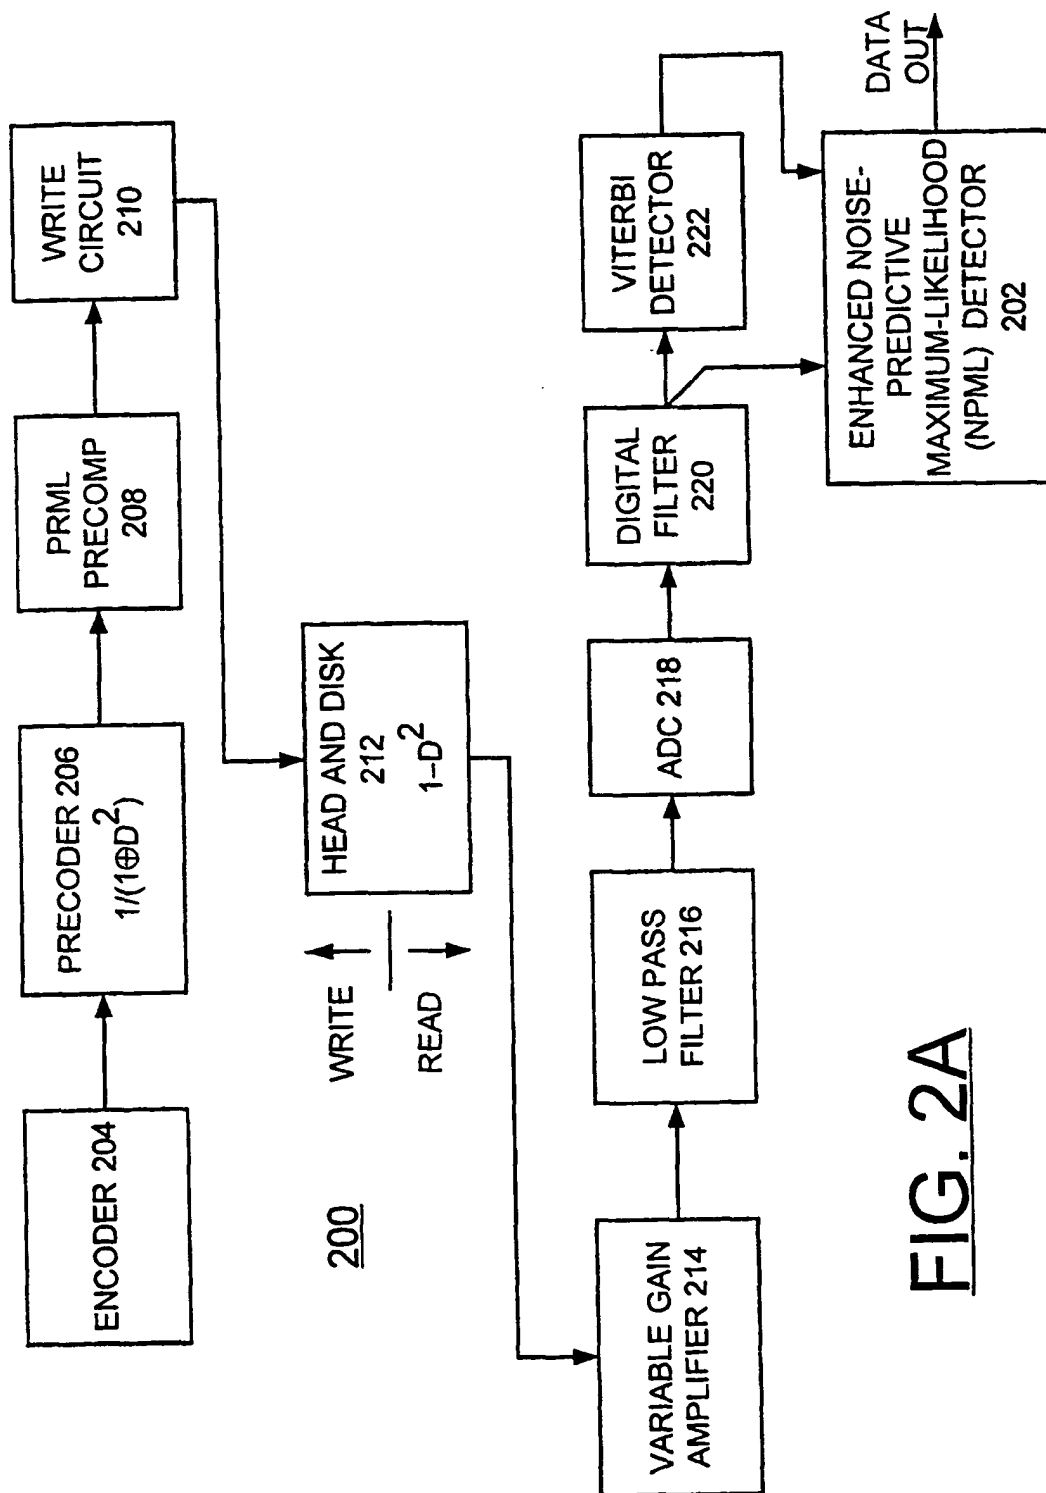 ENCODER 204
PRECODER 206
1/(1⊕D²)
PRML
PRECOMP
208
WRITE
CIRCUIT
210
200
WRITE
READ
HEAD AND DISK
212
1–D²
VARIABLE GAIN
AMPLIFIER 214
LOW PASS
FILTER 216
ADC 218
DIGITAL
FILTER
220
VITERBI
DETECTOR
222
ENHANCED NOISE-
PREDICTIVE
MAXIMUM-LIKELIHOOD
(NPML) DETECTOR
202
DATA
OUT
FIG. 2A